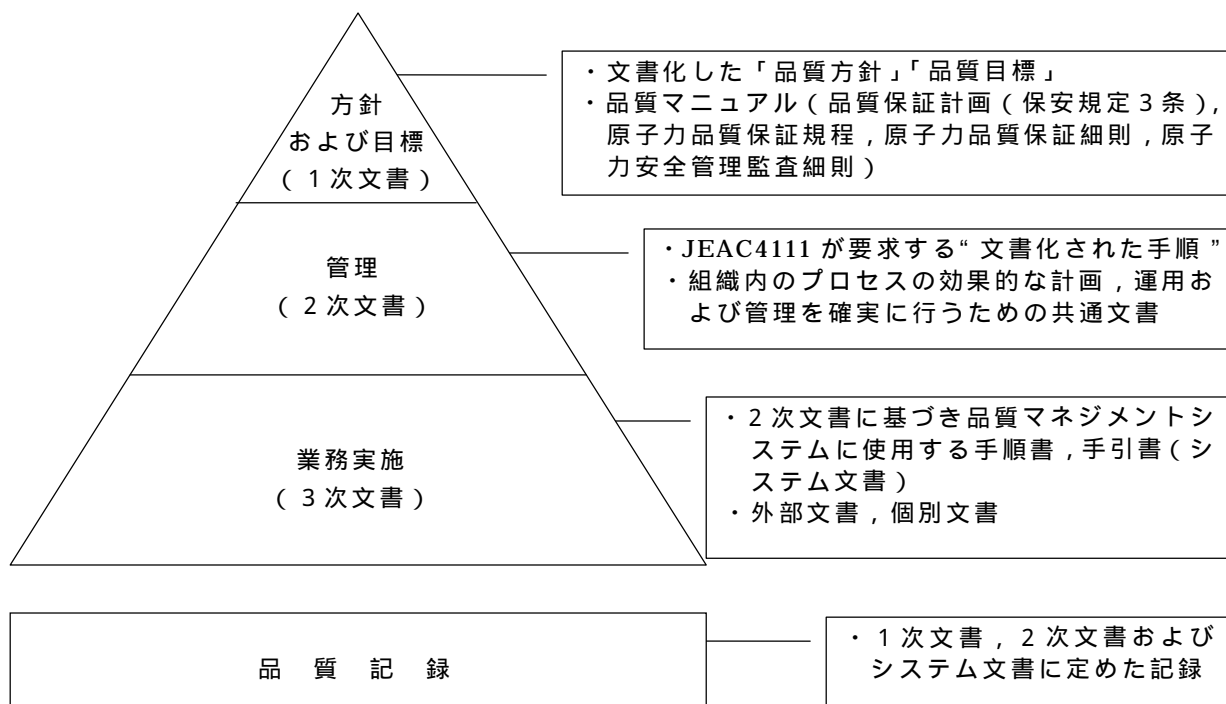 方針
および目標
(1次文書)
・文書化した「品質方針」「品質目標」
・品質マニュアル(品質保証計画(保安規定3条),
原子力品質保証規程,原子力品質保証細則,原子
力安全管理監査細則)
管理
(2次文書)
・JEAC4111が要求する“文書化された手順”
・組織内のプロセスの効果的な計画,運用お
よび管理を確実に行うための共通文書
業務実施
(3次文書)
・2次文書に基づき品質マネジメントシ
ステムに使用する手順書,手引書(シ
ステム文書)
・外部文書,個別文書
品質記録
・1次文書,2次文書および
システム文書に定めた記録